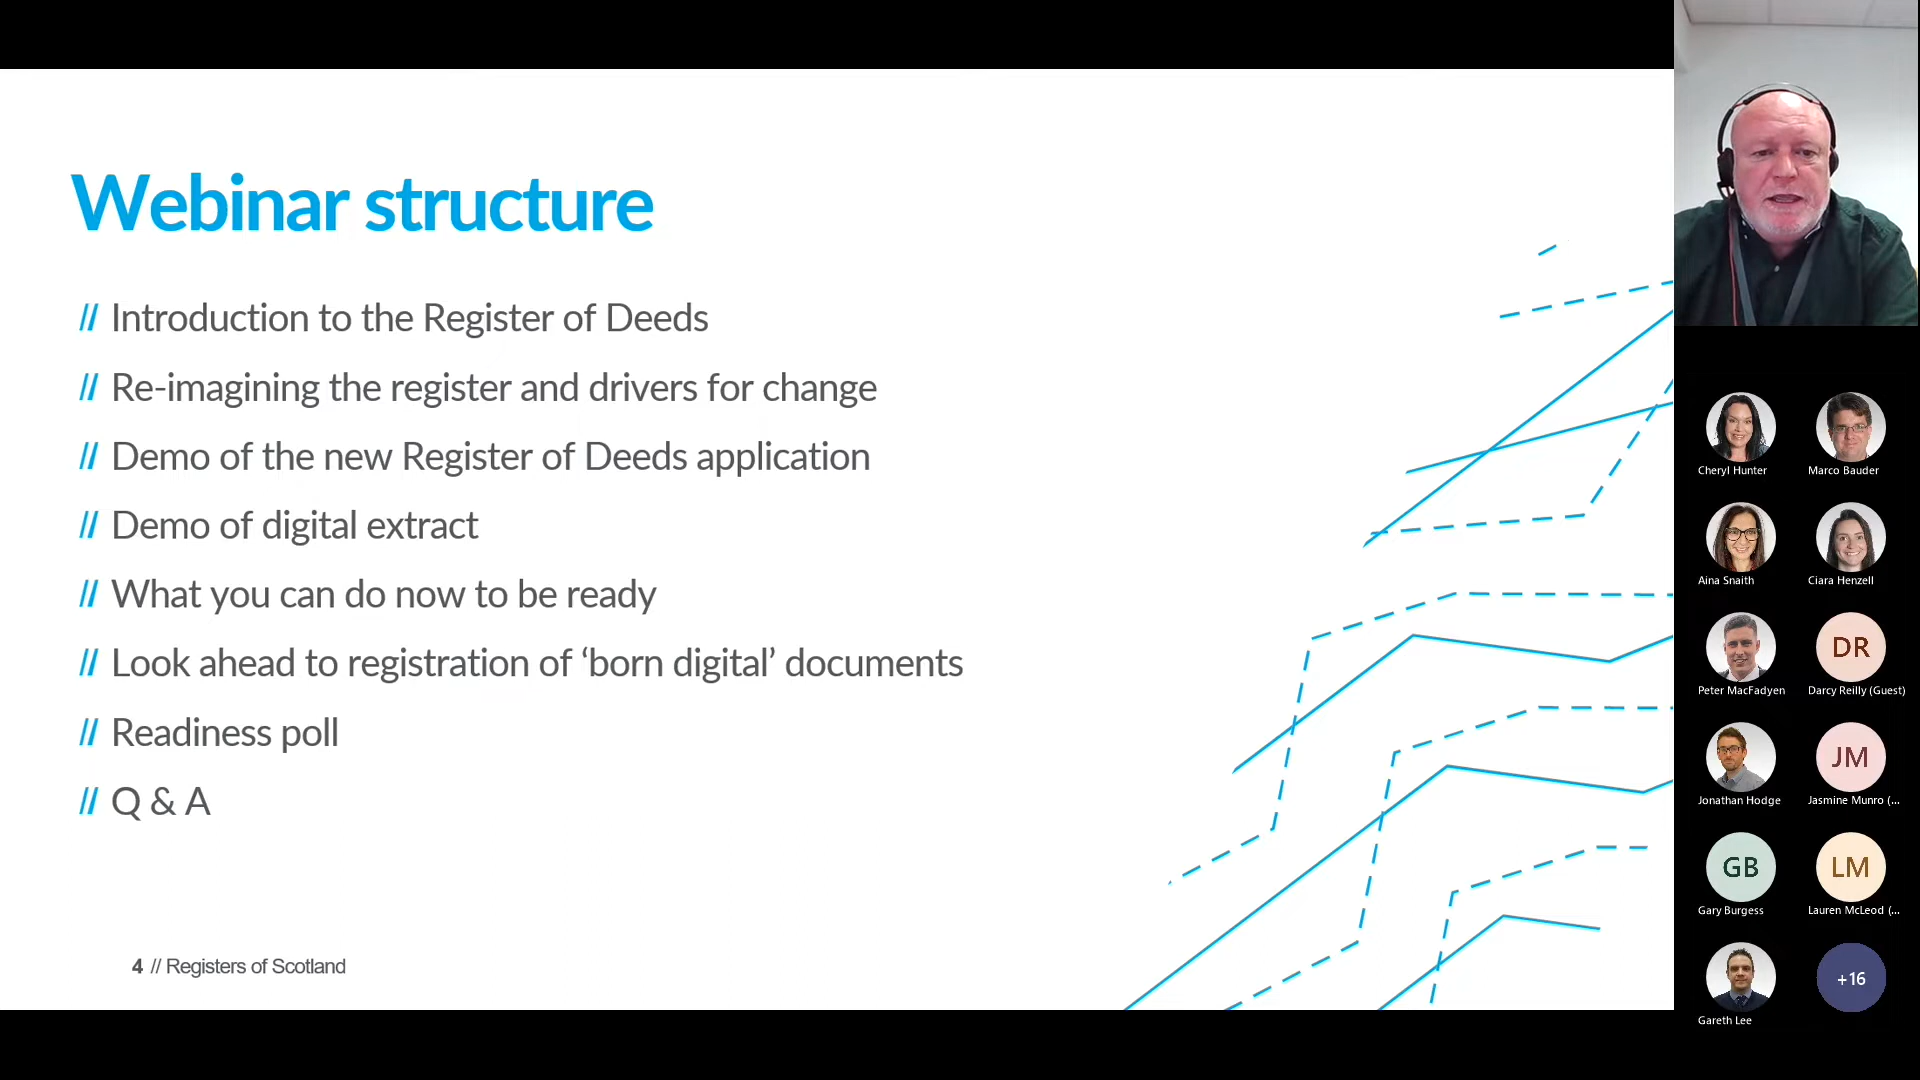 Webinar structure
// Introduction to the Register of Deeds
// Re-imagining the register and drivers for change
// Demo of the new Register of Deeds application
// Demo of digital extract
// What you can do now to be ready
// Look ahead to registration of ‘born digital’ documents
// Readiness poll
// Q & A
4 // Registers of Scotland
Cheryl Hunter
Marco Bauder
Aina Snaith
Ciara Henzell
DR
Peter MacFadyen
Darcy Reilly (Guest)
JM
Jonathan Hodge
Jasmine Munro (...
GB
LM
Gary Burgess
Lauren McLeod (...
+16
Gareth Lee